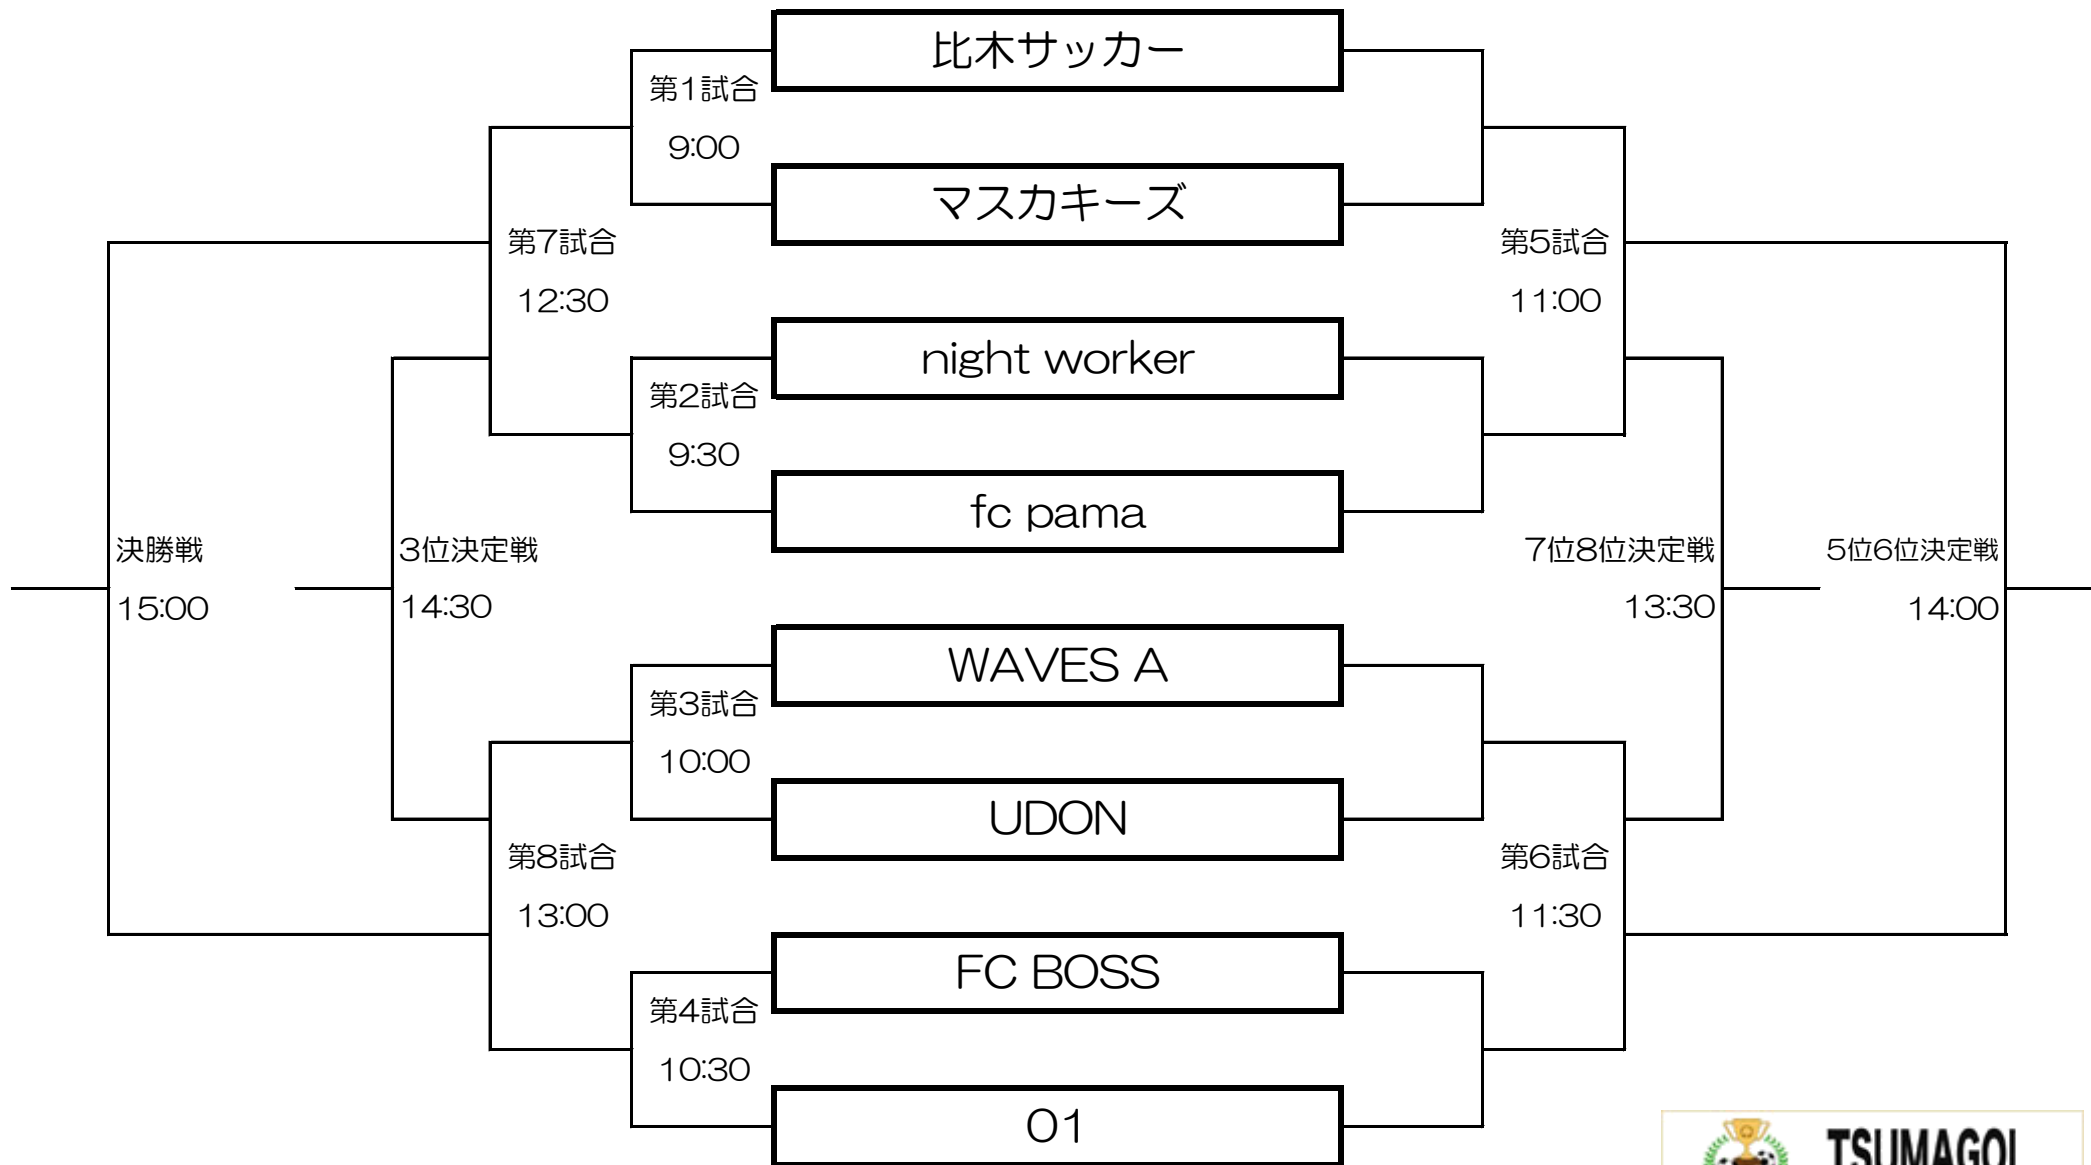 比木サッカー
第1試合
9:00
マスカキーズ
第7試合
12:30
第5試合
11:00
night worker
第2試合
9:30
fc pama
決勝戦
15:00
3位決定戦
14:30
7位8位決定戦
13:30
5位6位決定戦
14:00
WAVES A
第3試合
10:00
UDON
第8試合
13:00
第6試合
11:30
FC BOSS
第4試合
10:30
01
TSUMAGOI